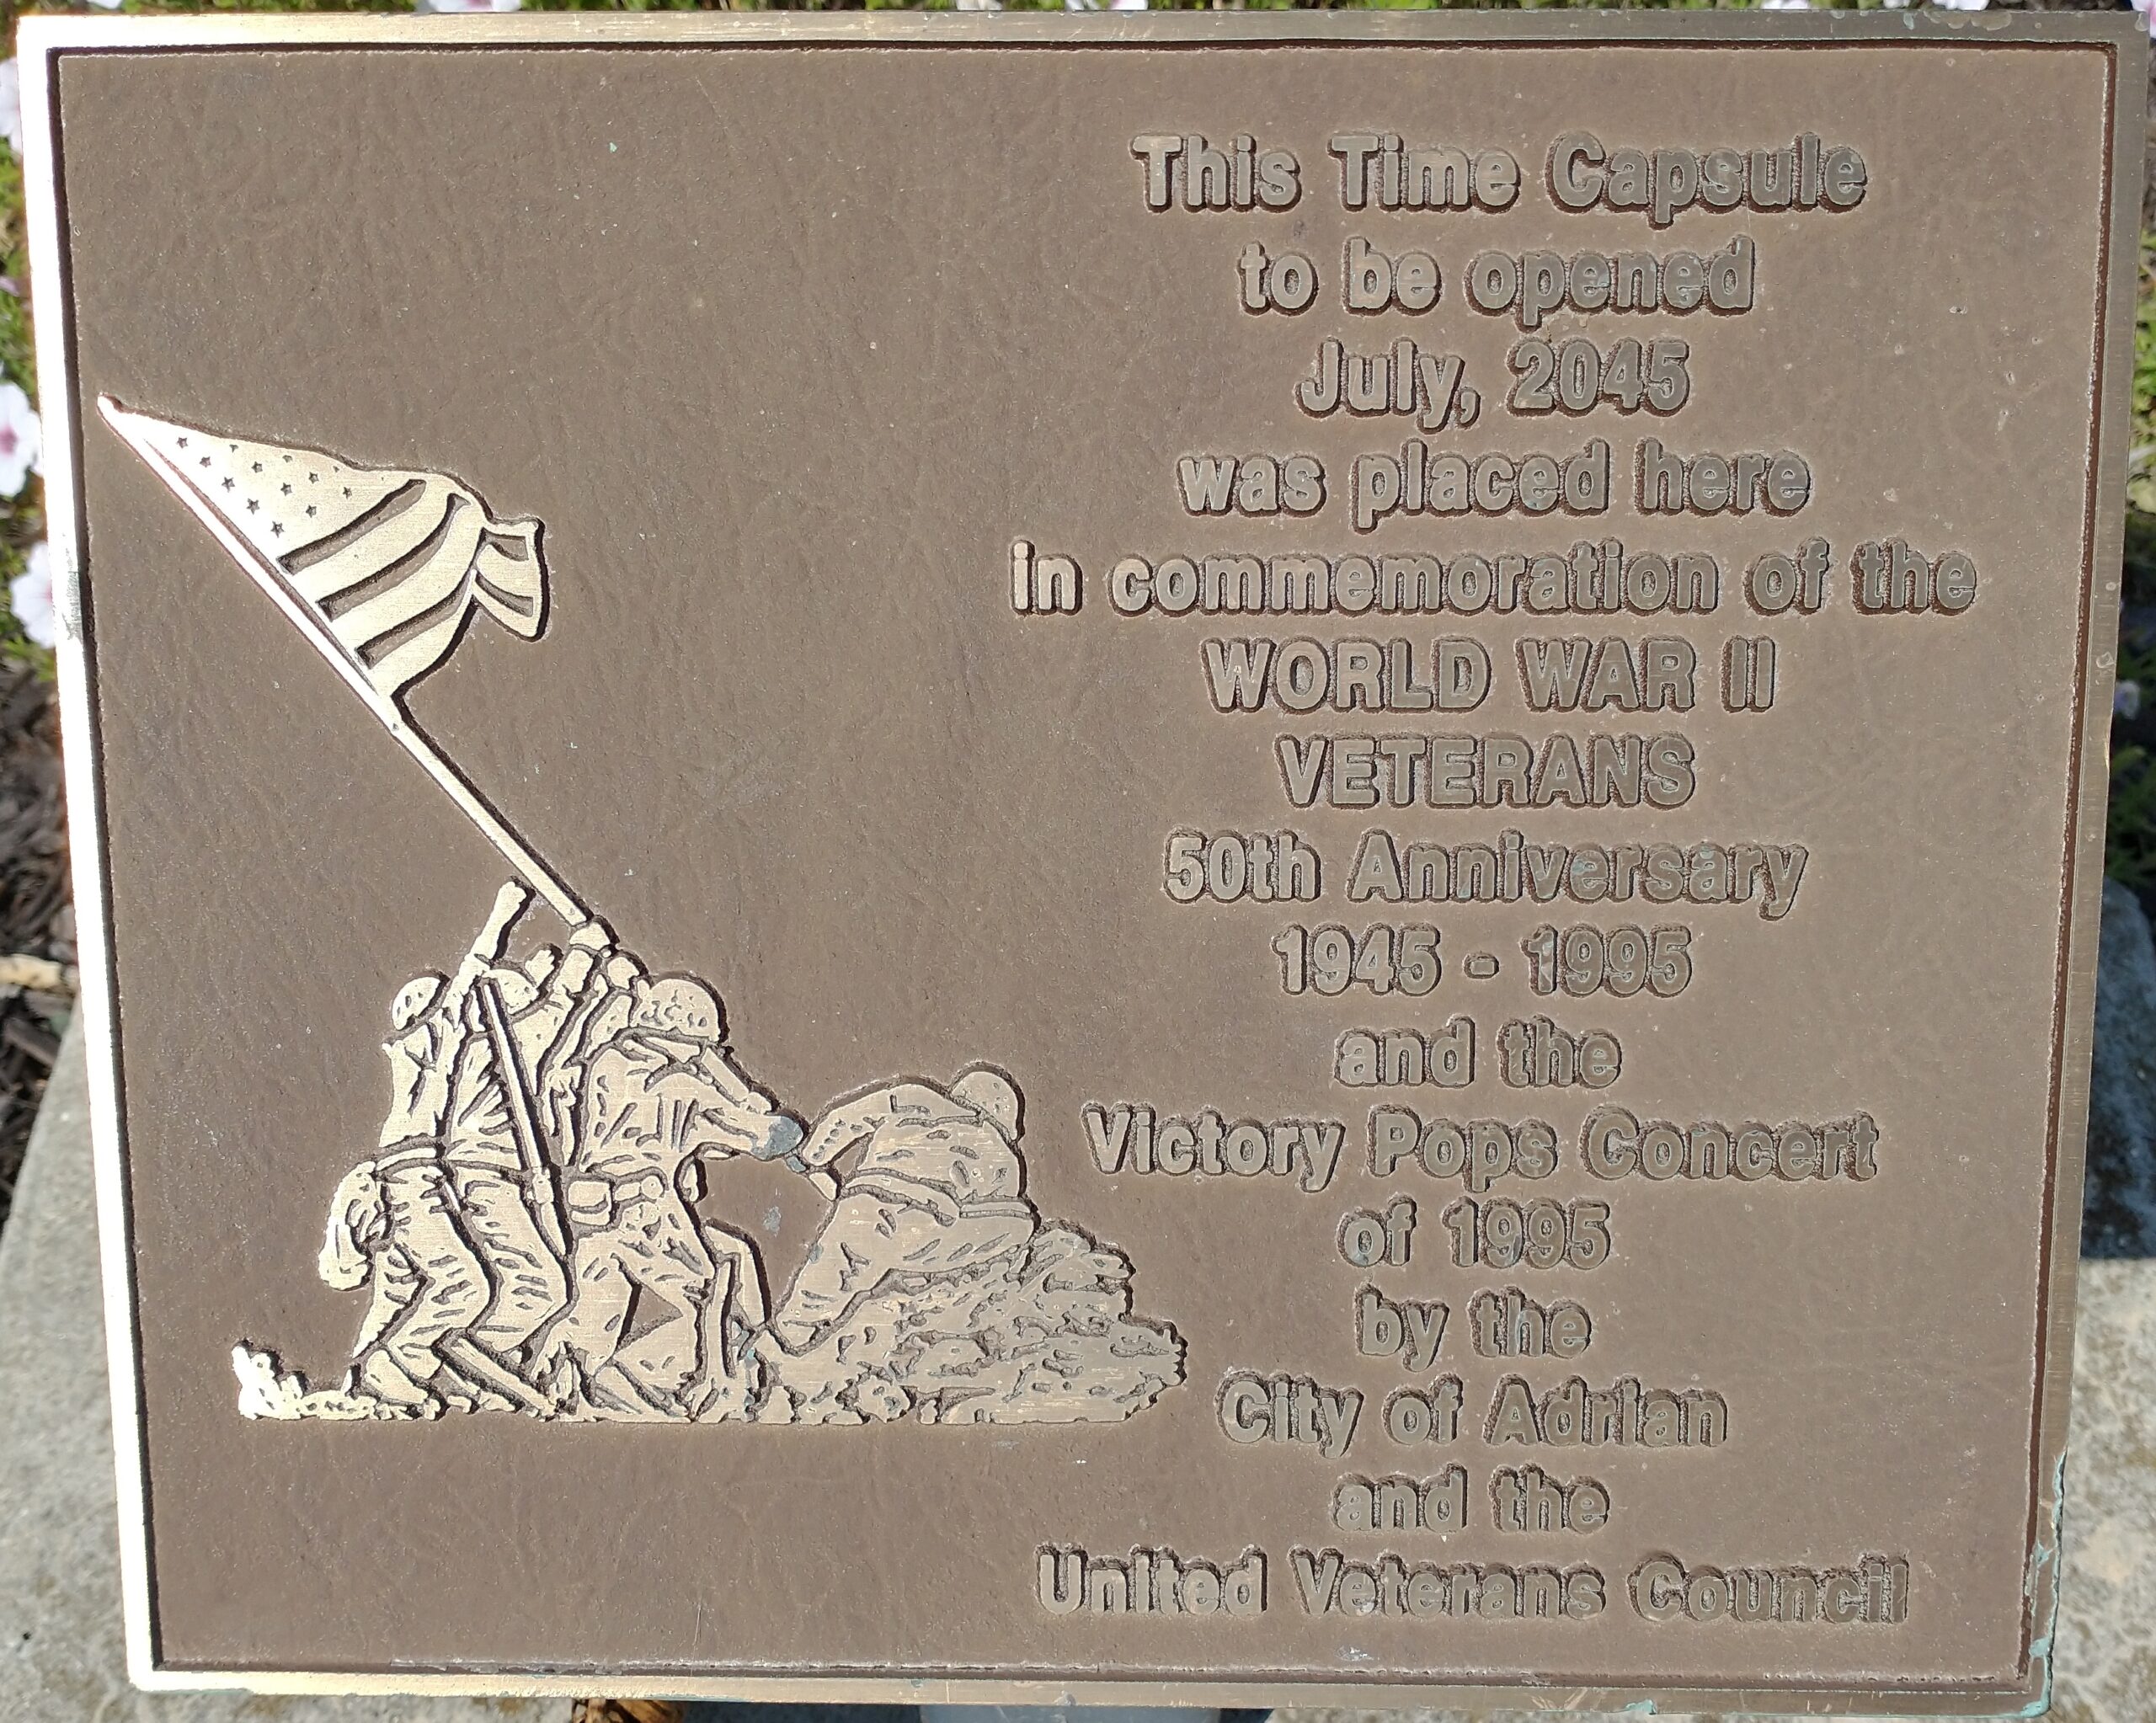 This Time Capsule
to be opened
July, 2045
was placed here
in commemoration of the
WORLD WAR II
VETERANS
50th Anniversary
1945 - 1995
and the
Victory Pops Concert
of 1995
by the
City of Adrian
and the
United Veterans Council